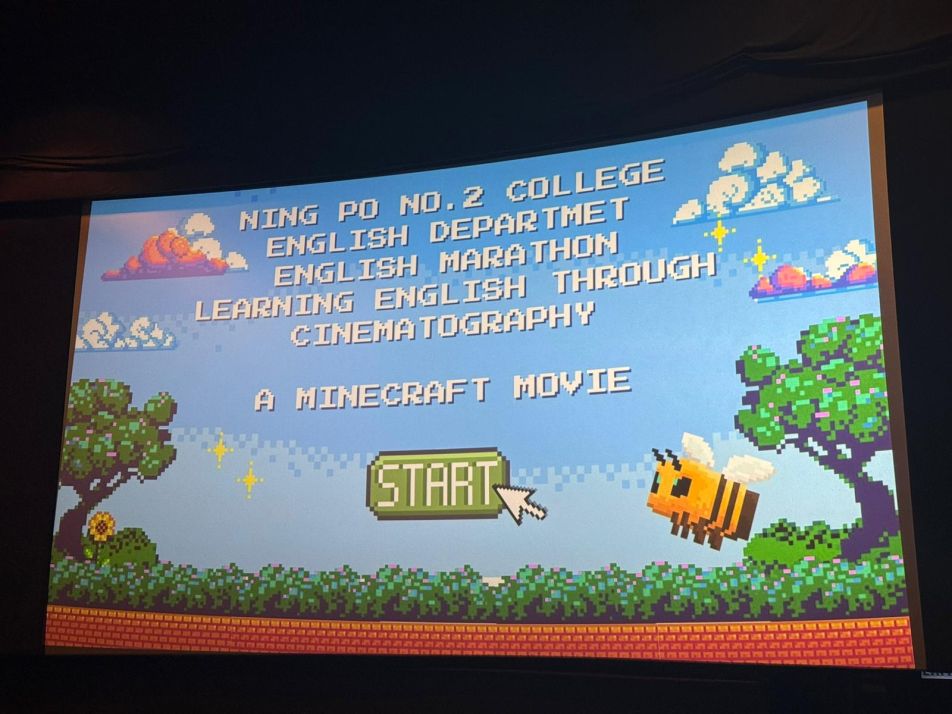 NING PO NO.2 COLLEGE
ENGLISH DEPARTMET
ENGLISH MARATHON
LEARNING ENGLISH THROUGH
CINEMATOGRAPHY
A MINECRAFT MOVIE
START